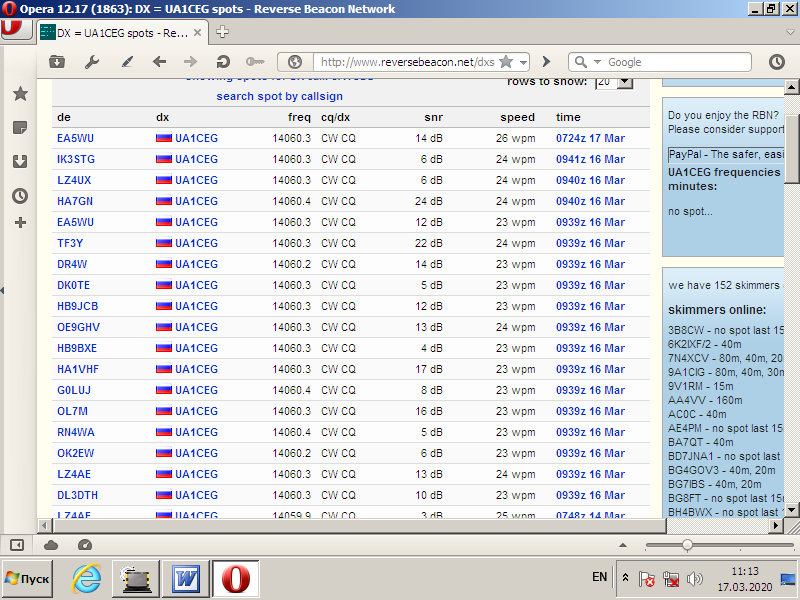 Opera 12.17 (1863): DX = UA1CEG spots - Reverse Beacon Network
DX = UA1CEG spots - Re...
http://www.reversebeacon.net/dxs
Google
rows to show: 20
search spot by callsign
de dx freq cq/dx snr speed time
EA5WU UA1CEG 14060.3 CW CQ 14 dB 26 wpm 0724z 17 Mar
IK3STG UA1CEG 14060.3 CW CQ 6 dB 24 wpm 0941z 16 Mar
LZ4UX UA1CEG 14060.3 CW CQ 6 dB 24 wpm 0940z 16 Mar
HA7GN UA1CEG 14060.4 CW CQ 24 dB 24 wpm 0940z 16 Mar
EA5WU UA1CEG 14060.3 CW CQ 12 dB 23 wpm 0939z 16 Mar
TF3Y UA1CEG 14060.3 CW CQ 22 dB 24 wpm 0939z 16 Mar
DR4W UA1CEG 14060.2 CW CQ 14 dB 23 wpm 0939z 16 Mar
DK0TE UA1CEG 14060.3 CW CQ 5 dB 23 wpm 0939z 16 Mar
HB9JCB UA1CEG 14060.3 CW CQ 12 dB 23 wpm 0939z 16 Mar
OE9GHV UA1CEG 14060.3 CW CQ 13 dB 24 wpm 0939z 16 Mar
HB9BXE UA1CEG 14060.3 CW CQ 4 dB 23 wpm 0939z 16 Mar
HA1VHF UA1CEG 14060.3 CW CQ 17 dB 23 wpm 0939z 16 Mar
G0LUJ UA1CEG 14060.4 CW CQ 8 dB 23 wpm 0939z 16 Mar
OL7M UA1CEG 14060.3 CW CQ 16 dB 23 wpm 0939z 16 Mar
RN4WA UA1CEG 14060.4 CW CQ 5 dB 23 wpm 0939z 16 Mar
OK2EW UA1CEG 14060.2 CW CQ 6 dB 23 wpm 0939z 16 Mar
LZ4AE UA1CEG 14060.3 CW CQ 13 dB 24 wpm 0939z 16 Mar
DL3DTH UA1CEG 14060.3 CW CQ 10 dB 23 wpm 0939z 16 Mar
LZ4AE UA1CEG 14059.9 CW CQ 3 dB 25 wpm 0748z 14 Mar
Do you enjoy the RBN?
Please consider support
PayPal - The safer, easi
UA1CEG frequencies
minutes:
no spot...
we have 152 skimmers
skimmers online:
3B8CW - no spot last 15
6K2IXF/2 - 40m
7N4XCV - 80m, 40m, 20
9A1CIG - 80m, 40m, 30m
9V1RM - 15m
AA4VV - 160m
AC0C - 40m
AE4PM - no spot last 15
BA7QT - 40m
BD7JNA1 - no spot last
BG4GOV3 - 40m, 20m
BG7IBS - 40m, 20m
BG8FT - no spot last 15
BH4BWX - no spot last
Пуск
EN
11:13
17.03.2020